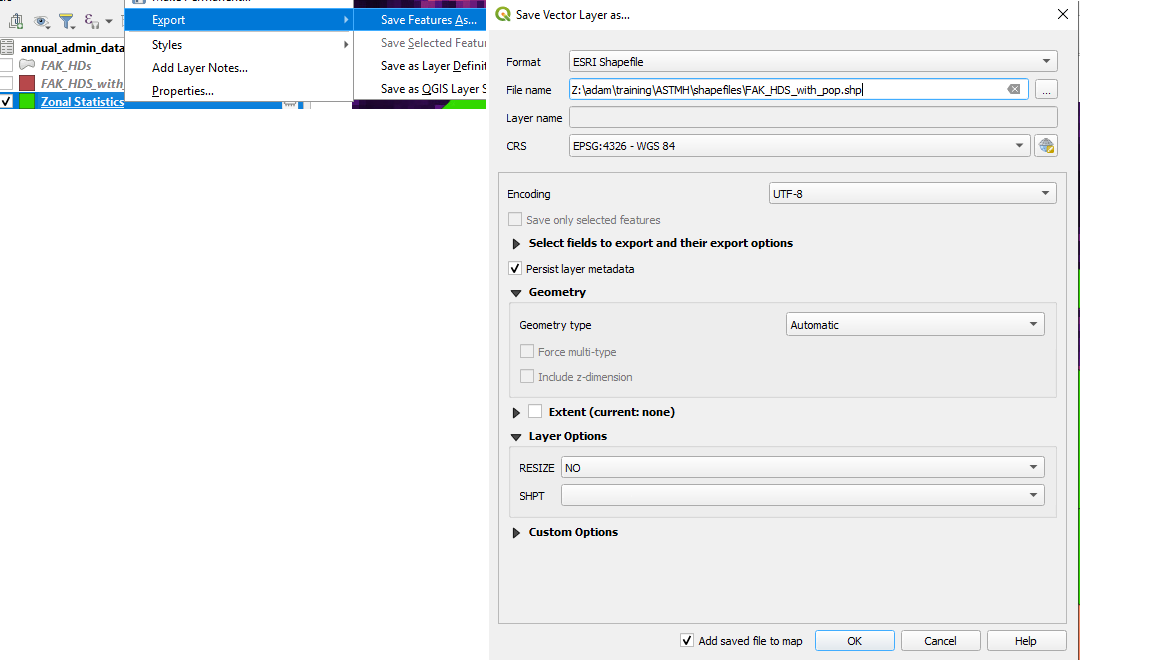 Export
Save Features As...
Save Selected Featu
Styles
Save as Layer Definit
Add Layer Notes...
Save as QGIS Layer S
Properties...
annual_admin_data
FAK_HDs
FAK_HDS_with_
Zonal Statistics
Save Vector Layer as...
Format
ESRI Shapefile
File name
Z:\adam\training\ASTMH\shapefiles\FAK_HDS_with_pop.shp
...
Layer name
CRS
EPSG:4326 - WGS 84
Encoding
UTF-8
Save only selected features
Select fields to export and their export options
Persist layer metadata
Geometry
Geometry type
Automatic
Force multi-type
Include z-dimension
Extent (current: none)
Layer Options
RESIZE
NO
SHPT
Custom Options
Add saved file to map
OK
Cancel
Help